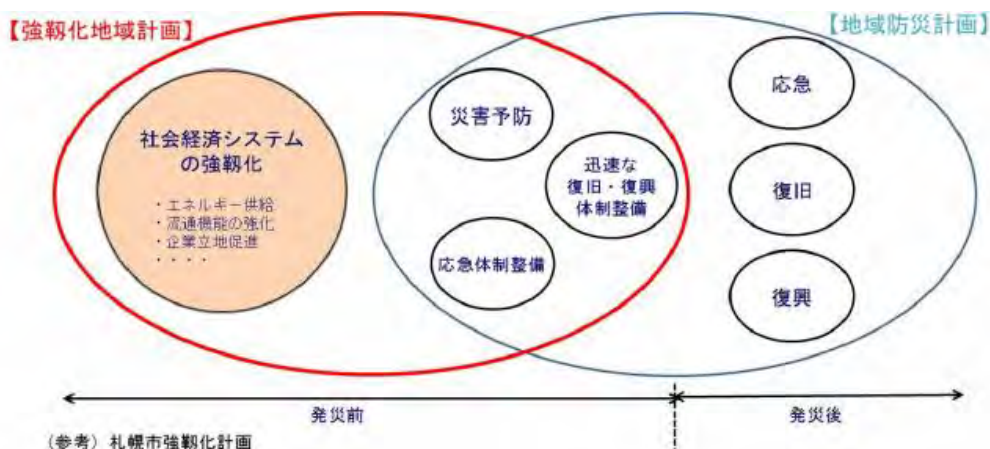 【強靱化地域計画】
【地域防災計画】
社会経済システム
の強靱化
・エネルギー供給
・流通機能の強化
・企業立地促進
・・・・
災害予防
迅速な
復旧・復興
体制整備
応急体制整備
応急
復旧
復興
発災前
発災後
（参考）札幌市強靱化計画